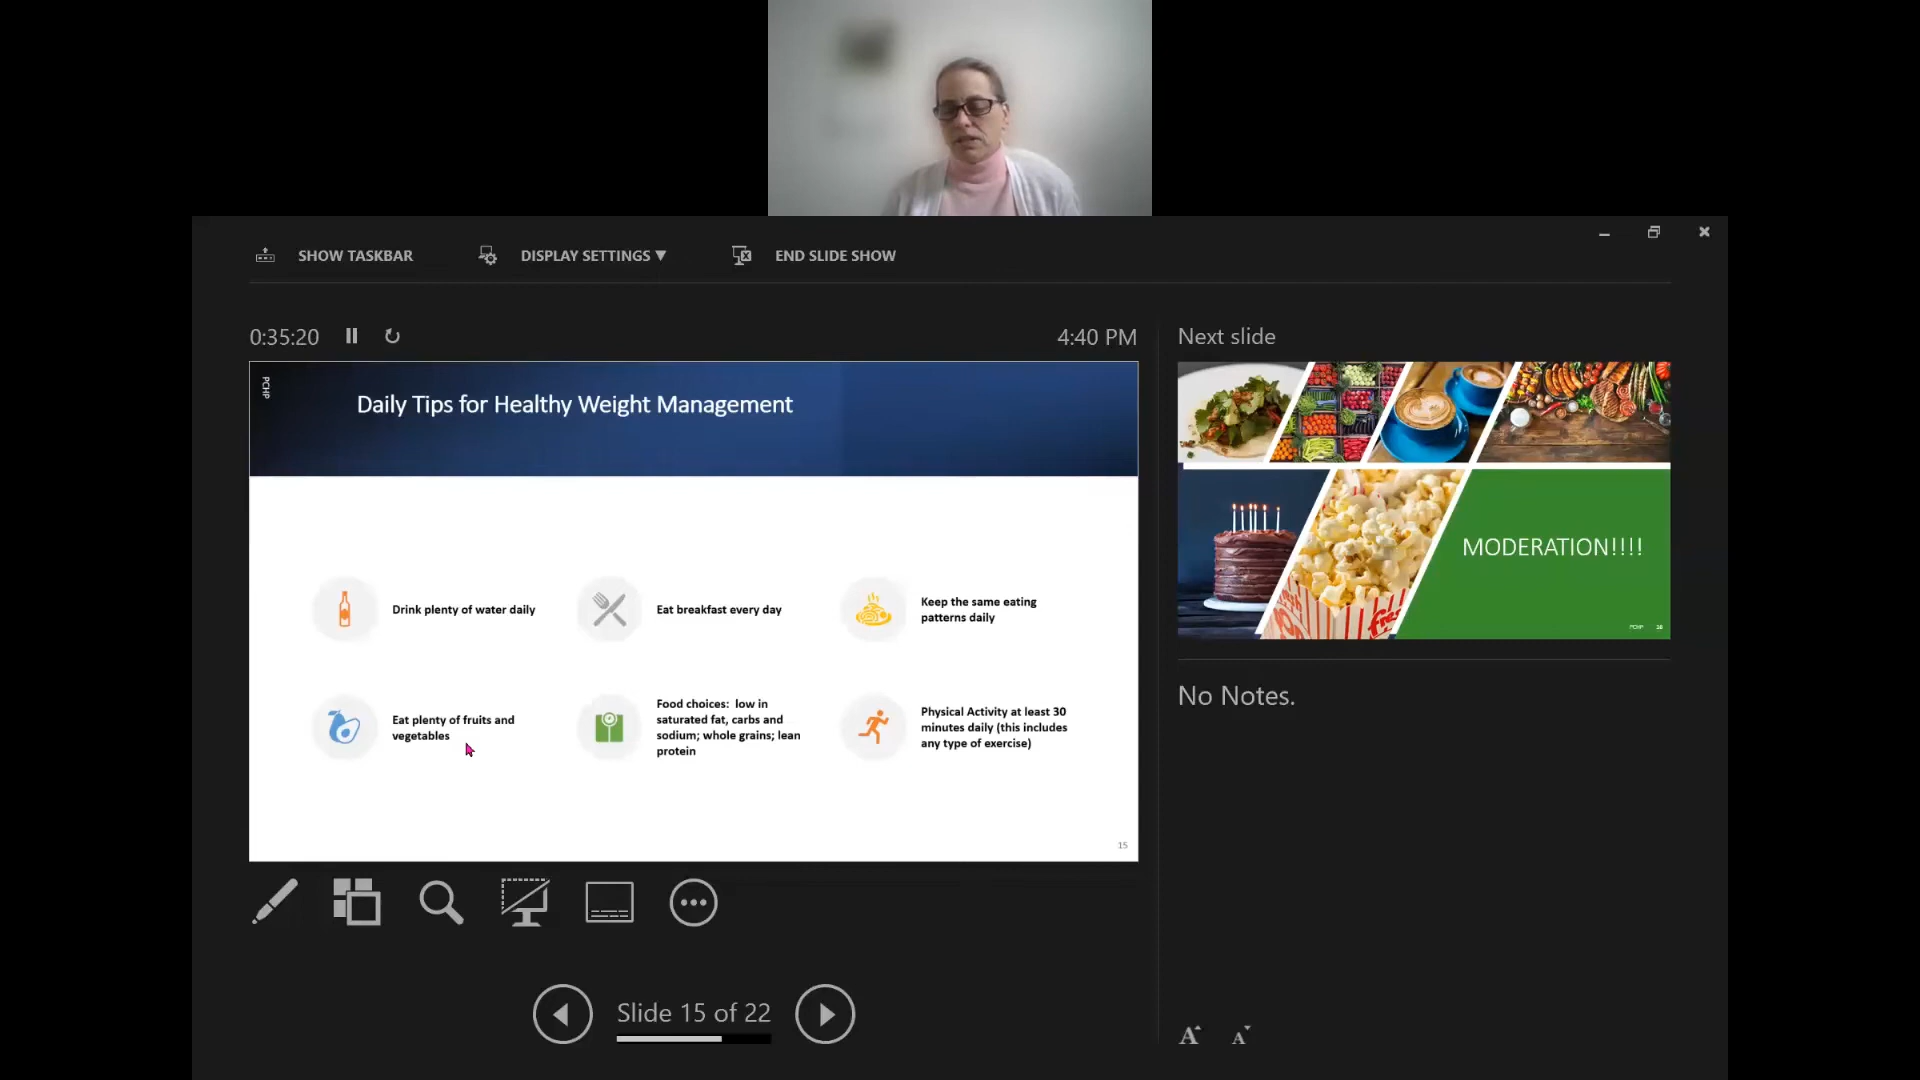 SHOW TASKBAR
DISPLAY SETTINGS ▼
END SLIDE SHOW
0:35:20
4:40 PM
Next slide
PCHP
Daily Tips for Healthy Weight Management
Drink plenty of water daily
Eat breakfast every day
Keep the same eating
patterns daily
Eat plenty of fruits and
vegetables
Food choices: low in
saturated fat, carbs and
sodium; whole grains; lean
protein
Physical Activity at least 30
minutes daily (this includes
any type of exercise)
15
MODERATION!!!!
PCHP
No Notes.
Slide 15 of 22
A
A